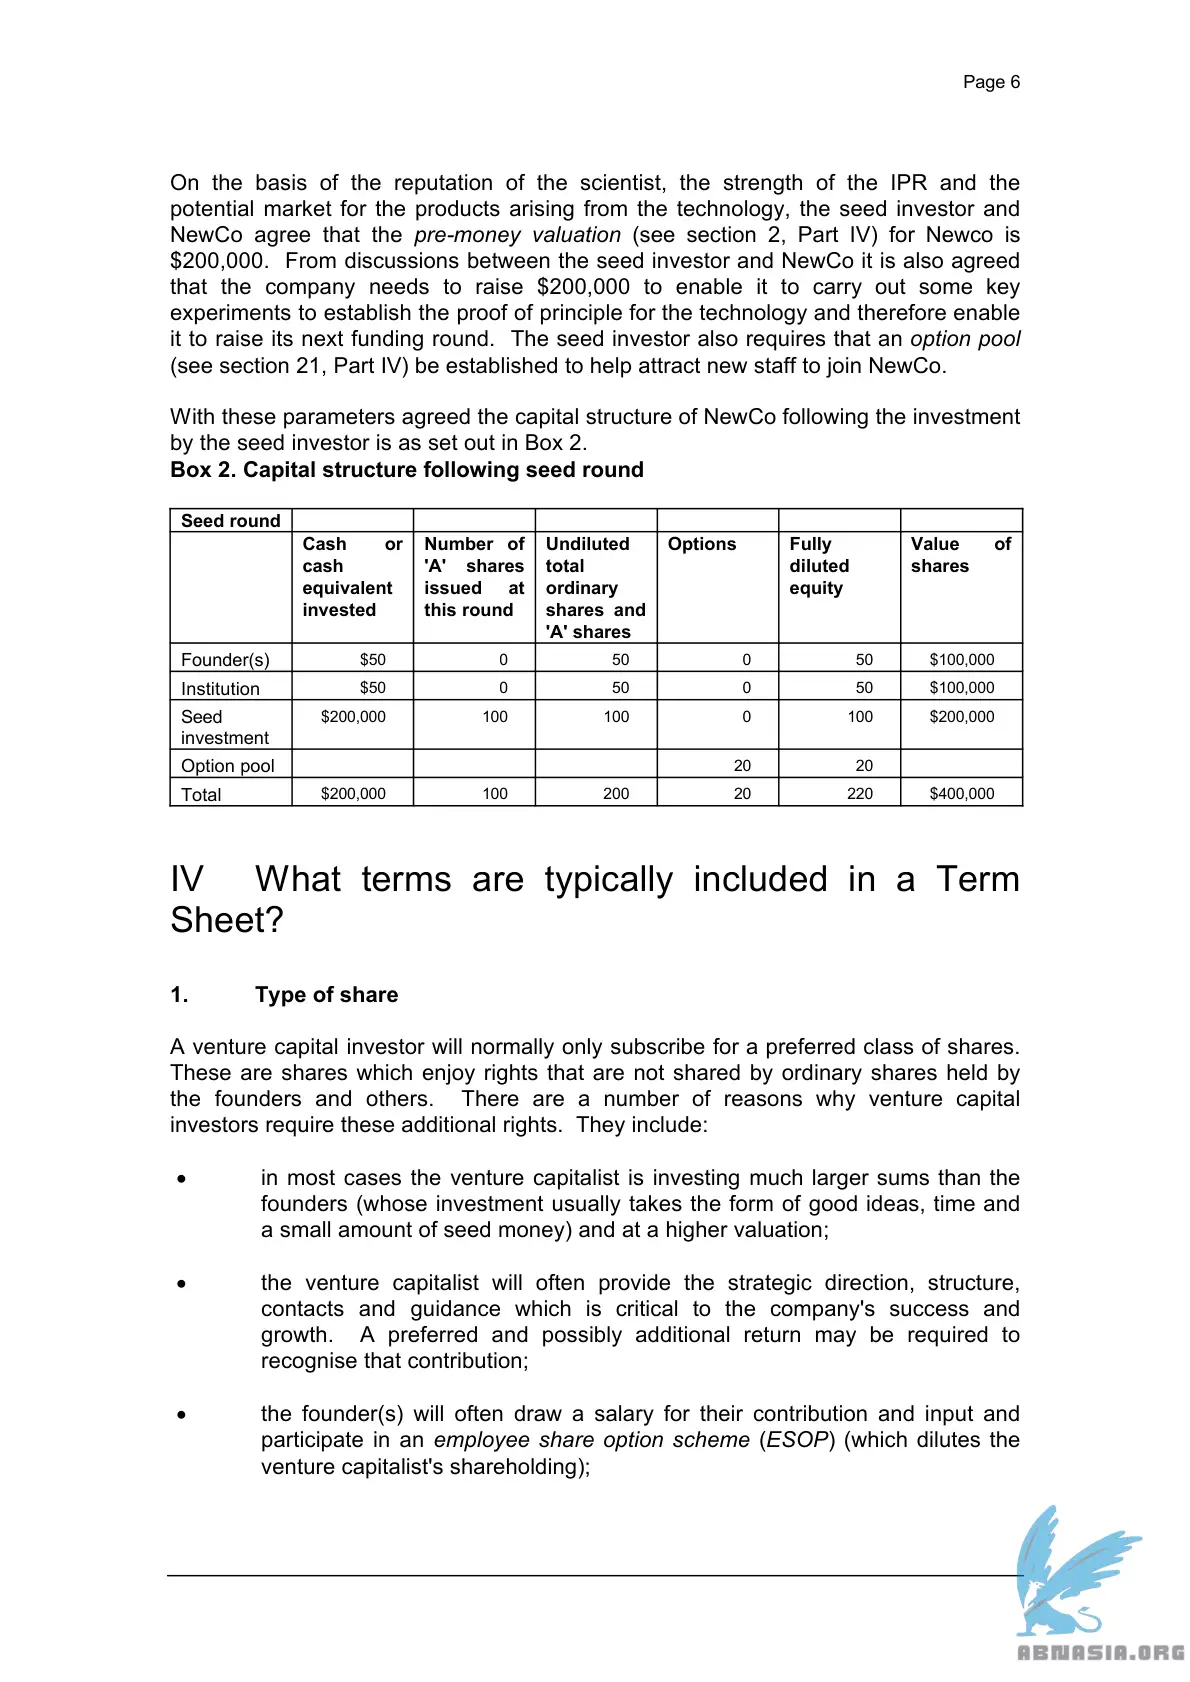 Page 6
On the basis of the reputation of the scientist, the strength of the IPR and the
potential market for the products arising from the technology, the seed investor and
NewCo agree that the pre-money valuation (see section 2, Part IV) for Newco is
$200,000.  From discussions between the seed investor and NewCo it is also agreed
that the company needs to raise $200,000 to enable it to carry out some key
experiments to establish the proof of principle for the technology and therefore enable
it to raise its next funding round.  The seed investor also requires that an option pool
(see section 21, Part IV) be established to help attract new staff to join NewCo.
With these parameters agreed the capital structure of NewCo following the investment
by the seed investor is as set out in Box 2.
Box 2. Capital structure following seed round
Seed round
Cash or cash equivalent invested | Number of 'A' shares issued at this round | Undiluted total ordinary shares and 'A' shares | Options | Fully diluted equity | Value of shares
Founder(s) | $50 | 0 | 50 | 0 | 50 | $100,000
Institution | $50 | 0 | 50 | 0 | 50 | $100,000
Seed investment | $200,000 | 100 | 100 | 0 | 100 | $200,000
Option pool | 20 | 20
Total | $200,000 | 100 | 200 | 20 | 220 | $400,000
IV What terms are typically included in a Term
Sheet?
1. Type of share
A venture capital investor will normally only subscribe for a preferred class of shares.
These are shares which enjoy rights that are not shared by ordinary shares held by
the founders and others.  There are a number of reasons why venture capital
investors require these additional rights.  They include:
• in most cases the venture capitalist is investing much larger sums than the
founders (whose investment usually takes the form of good ideas, time and
a small amount of seed money) and at a higher valuation;
• the venture capitalist will often provide the strategic direction, structure,
contacts and guidance which is critical to the company's success and
growth.  A preferred and possibly additional return may be required to
recognise that contribution;
• the founder(s) will often draw a salary for their contribution and input and
participate in an employee share option scheme (ESOP) (which dilutes the
venture capitalist's shareholding);
ABNASIA.ORG